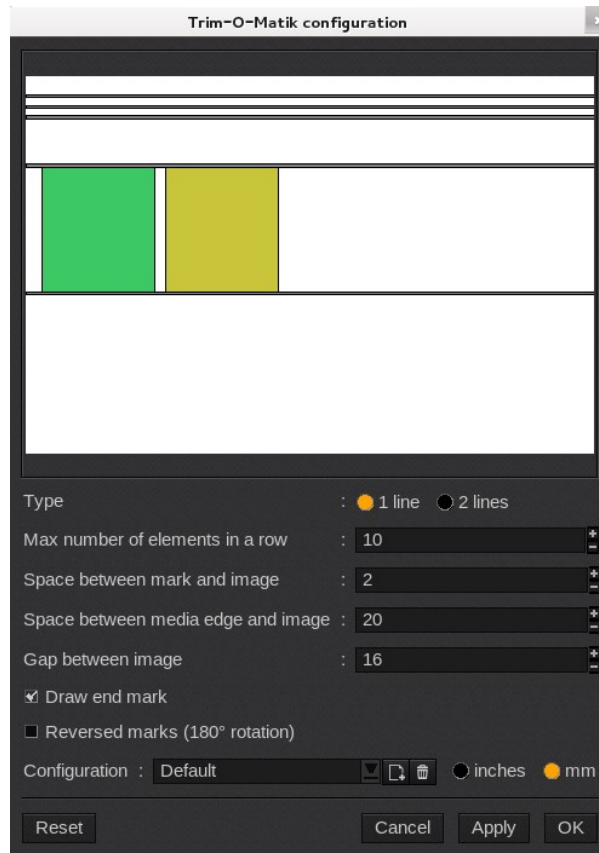 Trim-O-Matik configuration
Type : 1 line 2 lines
Max number of elements in a row : 10
Space between mark and image : 2
Space between media edge and image : 20
Gap between image : 16
Draw end mark
Reversed marks (180° rotation)
Configuration : Default inches mm
Reset Cancel Apply OK